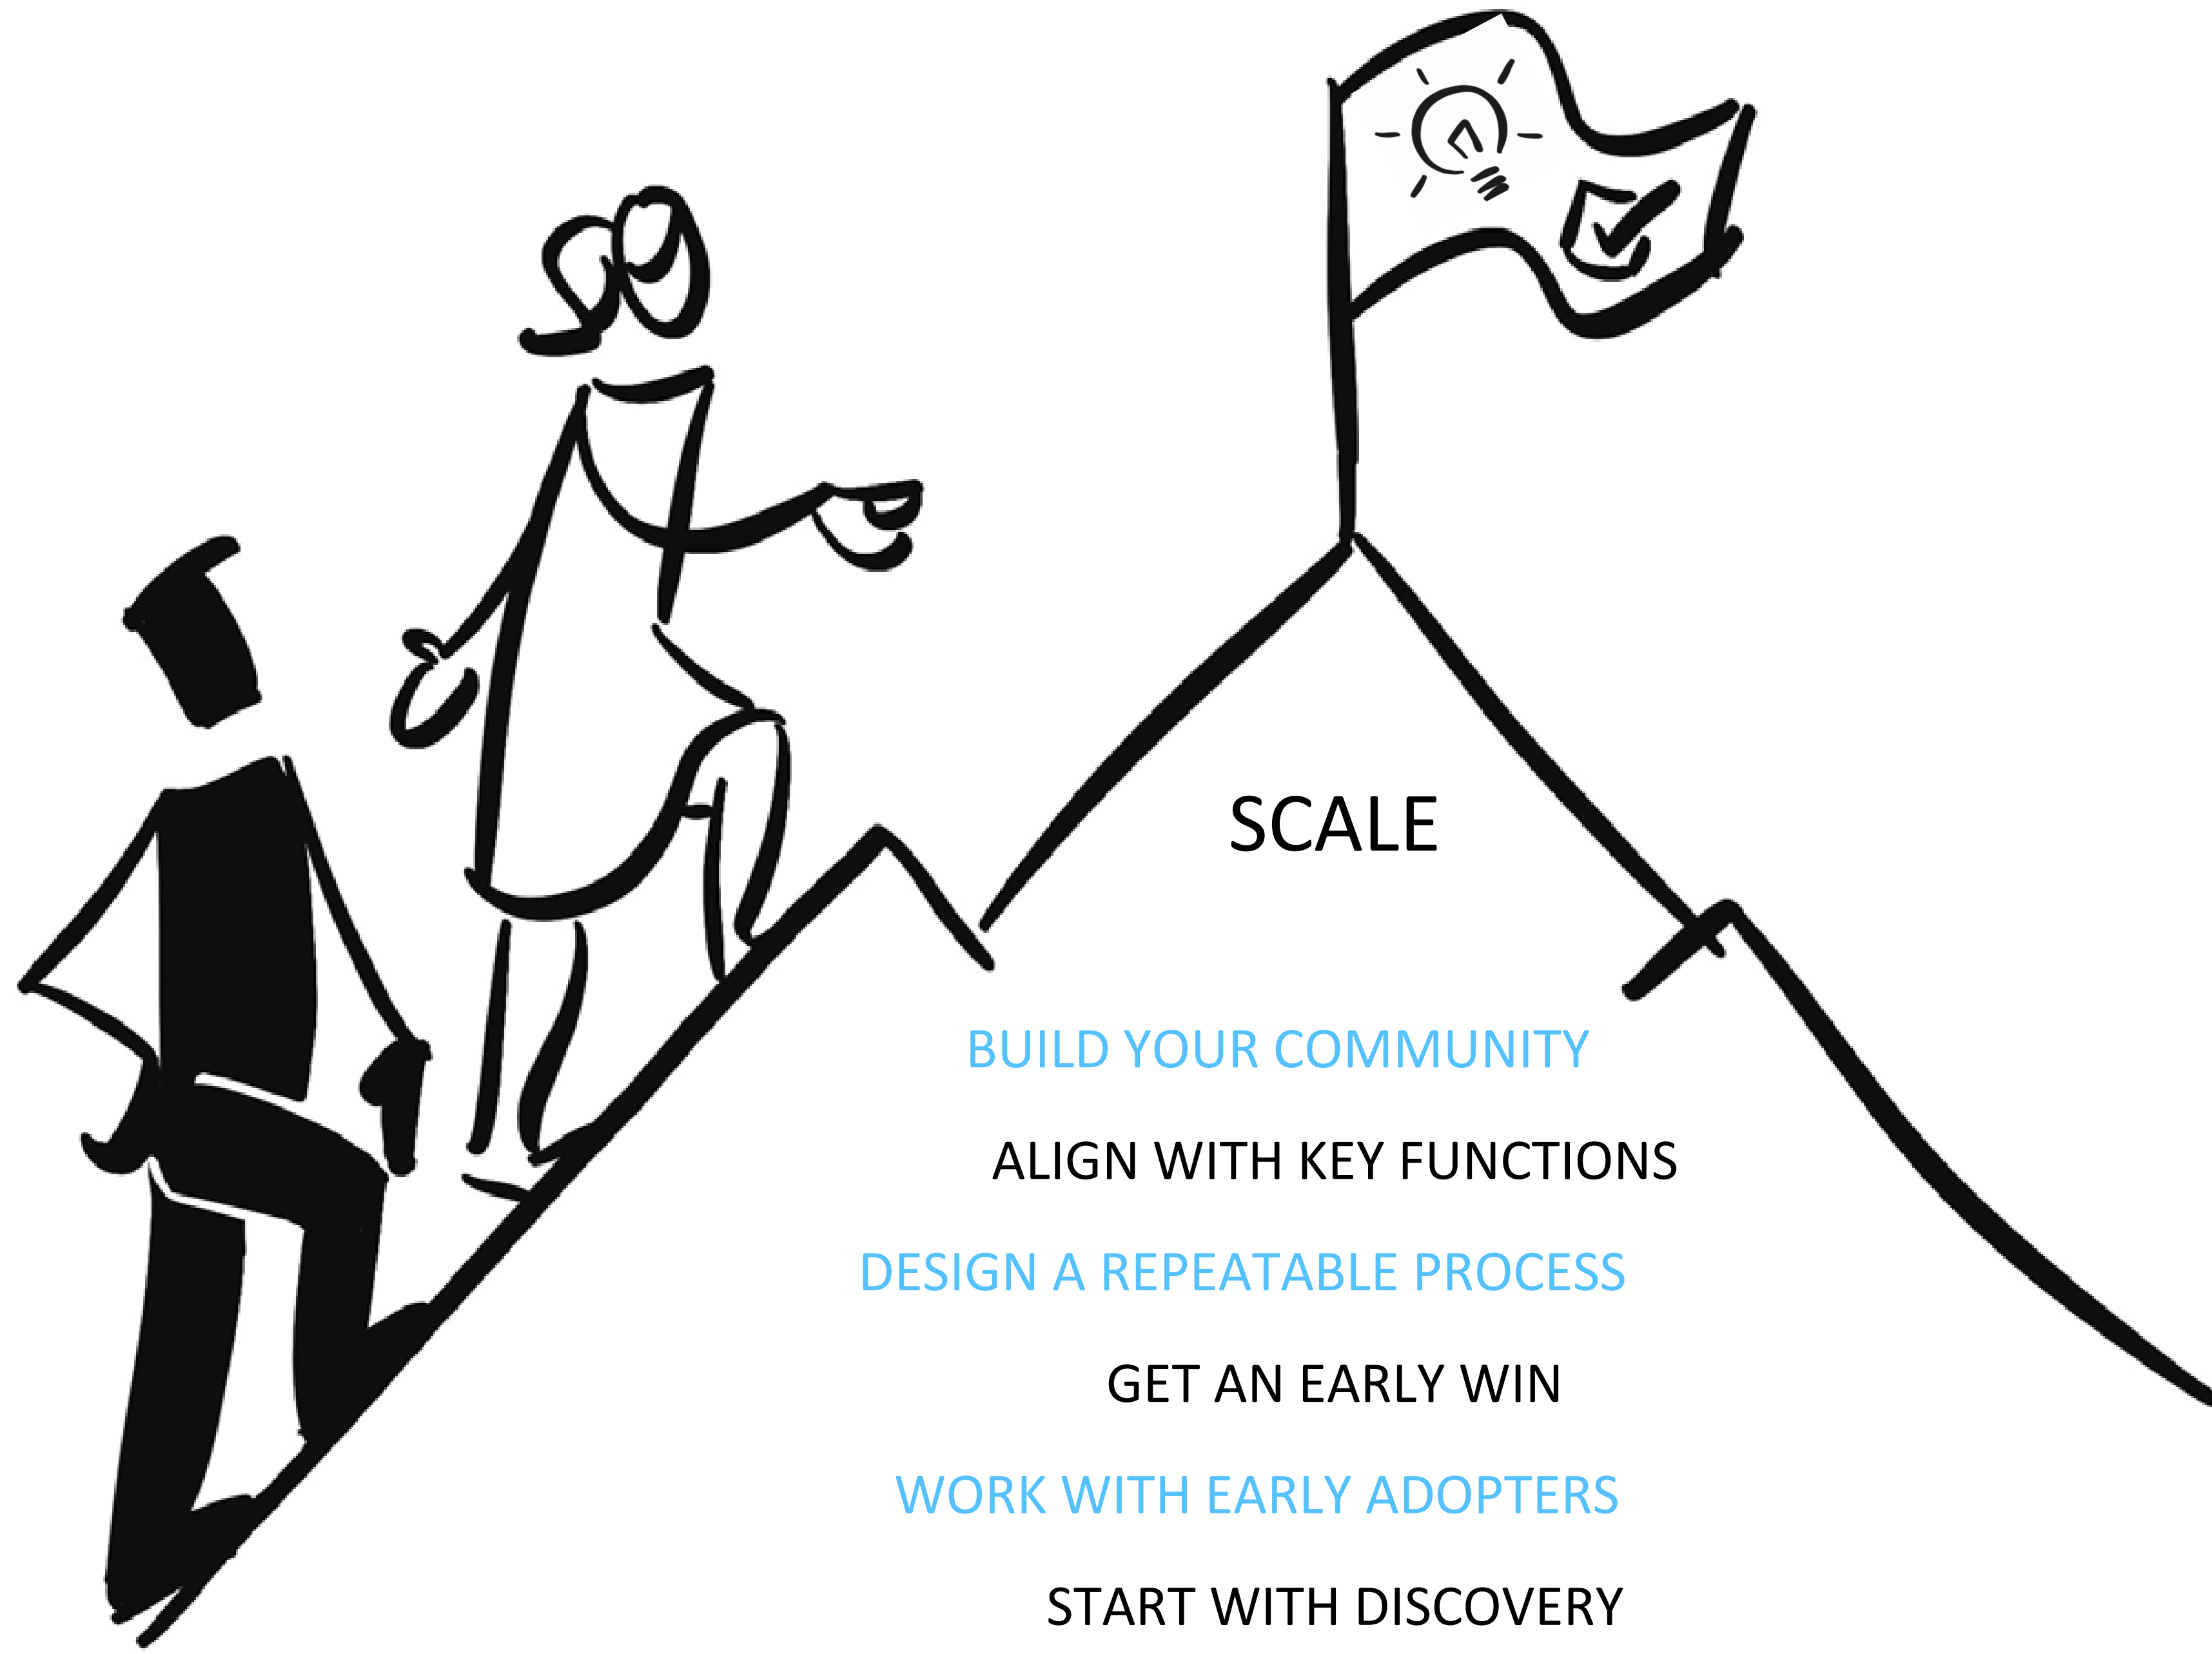 SCALE
BUILD YOUR COMMUNITY
ALIGN WITH KEY FUNCTIONS
DESIGN A REPEATABLE PROCESS
GET AN EARLY WIN
WORK WITH EARLY ADOPTERS
START WITH DISCOVERY